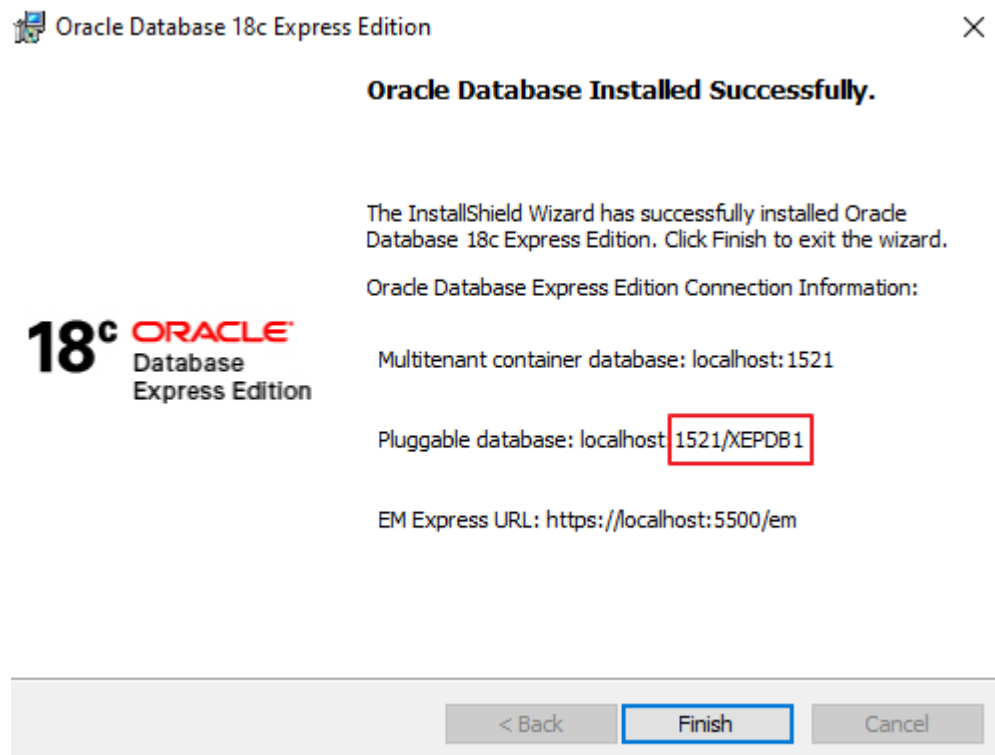 Oracle Database 18c Express Edition
Oracle Database Installed Successfully.
The InstallShield Wizard has successfully installed Oracle
Database 18c Express Edition. Click Finish to exit the wizard.
Oracle Database Express Edition Connection Information:
18c ORACLE
Database
Express Edition
Multitenant container database: localhost:1521
Pluggable database: localhost:1521/XEPDB1
EM Express URL: https://localhost:5500/em
< Back
Finish
Cancel